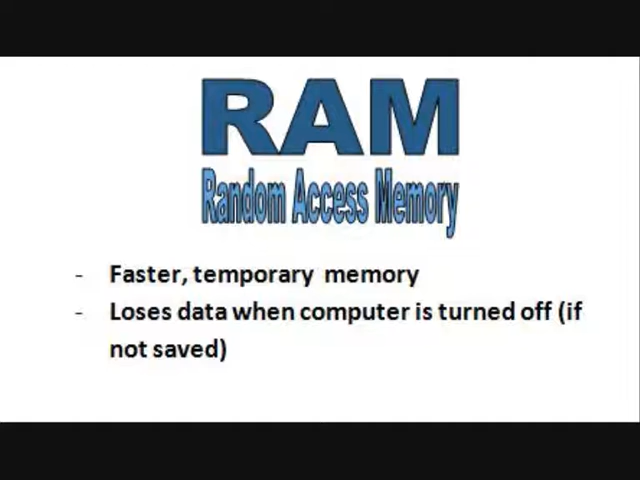 RAM
Random Access Memory
- Faster, temporary memory
- Loses data when computer is turned off (if
not saved)